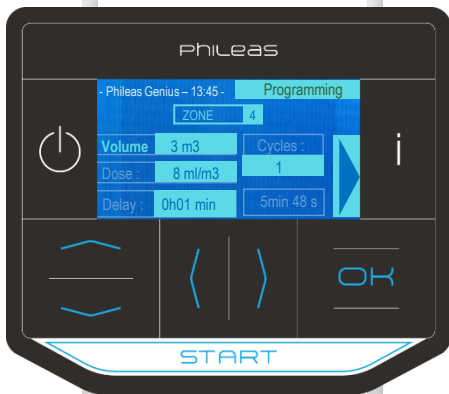 PHILEAS
- Phileas Genius – 13:45 - Programming
ZONE 4
Volume 3 m3 Cycles :
Dose : 8 ml/m3 1
Delay : 0h01 min 5min 48 s
i
OK
START